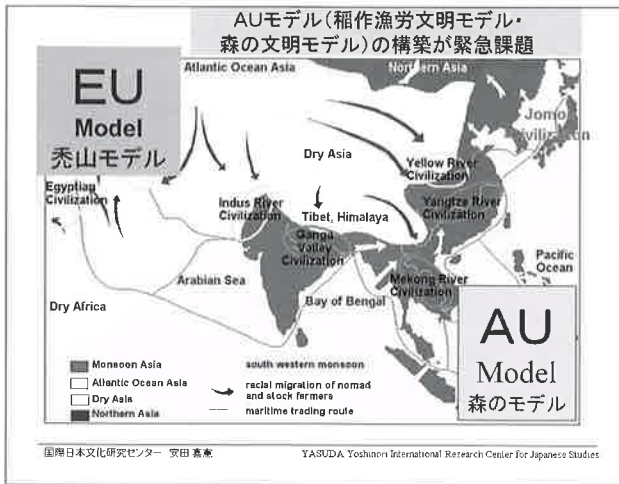 AUモデル(稲作漁労文明モデル・
森の文明モデル)の構築が緊急課題
EU
Model
禿山モデル
Atlantic Ocean Asia
Northern Asia
Jomo
Civilization
Dry Asia
Yellow River
Civilization
Egyptian
Civilization
Indus River
Civilization
Yangtze River
Civilization
Tibet, Himalaya
Ganga
Valley
Civilization
Pacific
Ocean
Arabian Sea
Mekong River
Civilization
Bay of Bengal
Dry Africa
AU
Model
森のモデル
Monsoon Asia
south western monsoon
Atlantic Ocean Asia
racial migration of nomad
and stock farmers
Dry Asia
maritime trading route
Northern Asia
国際日本文化研究センター 安田喜憲
YASUDA Yoshinori International Research Center for Japanese Studies